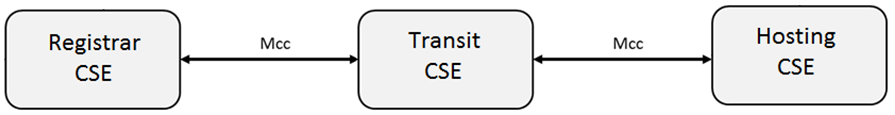 Registrar
CSE
Mcc
Transit
CSE
Mcc
Hosting
CSE